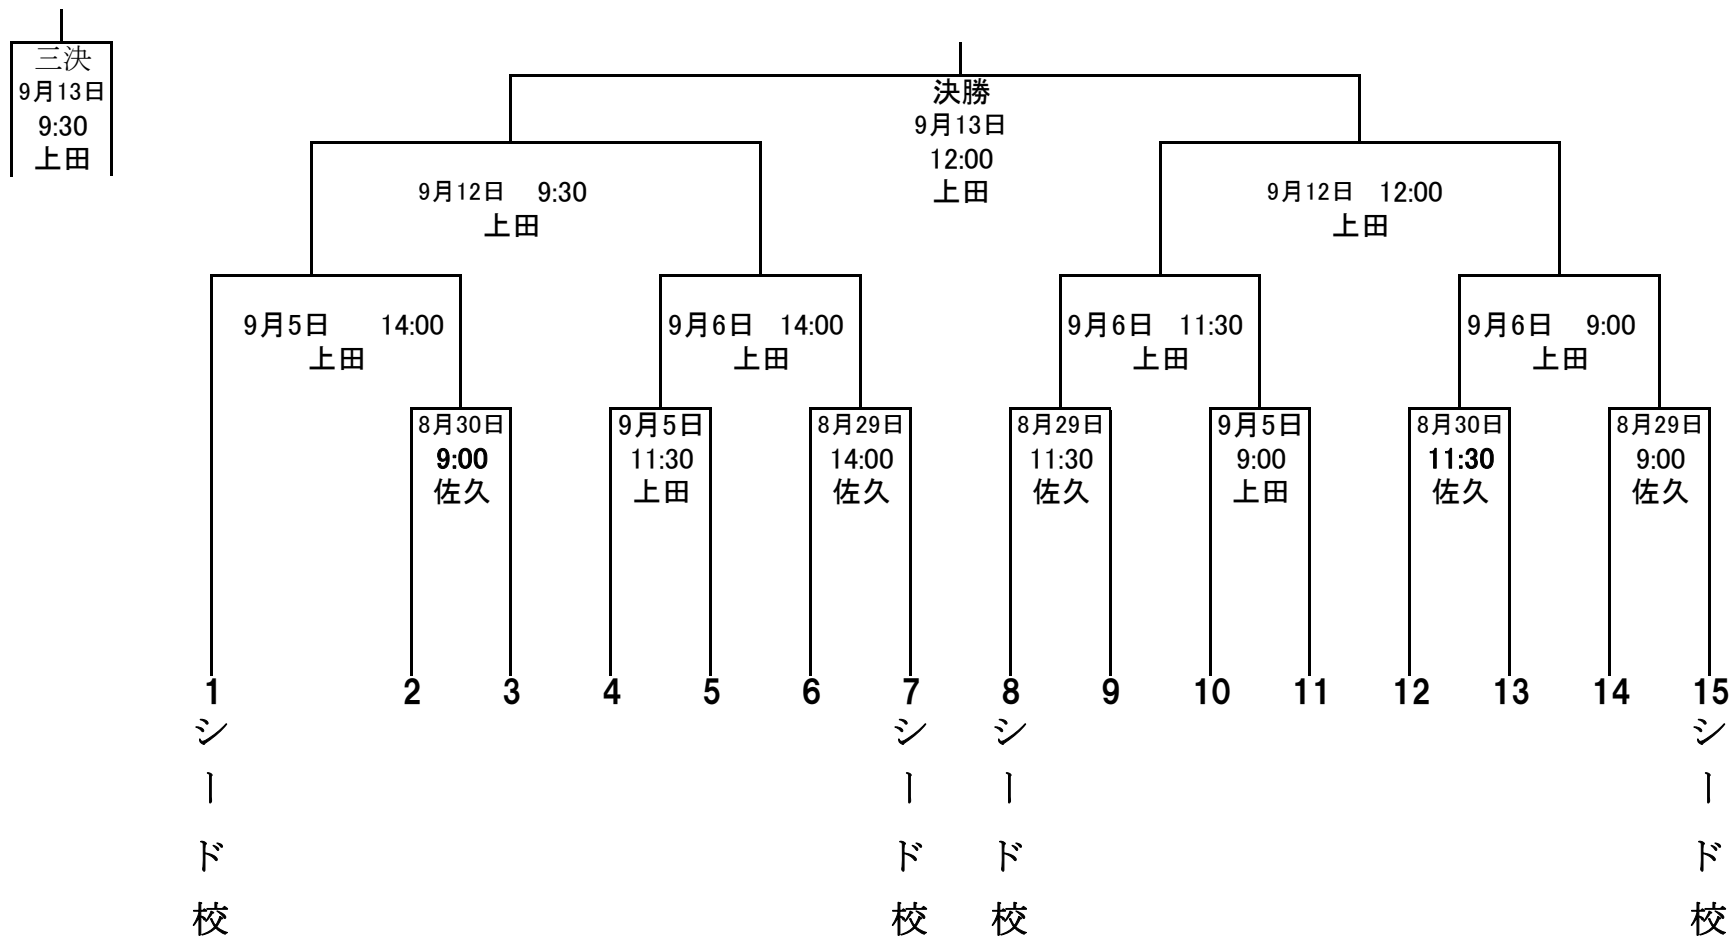 三決
9月13日
9:30
上田
決勝
9月13日
12:00
上田
9月12日 9:30
上田
9月12日 12:00
上田
9月5日 14:00
上田
9月6日 14:00
上田
9月6日 11:30
上田
9月6日 9:00
上田
8月30日
9:00
佐久
9月5日
11:30
上田
8月29日
14:00
佐久
8月29日
11:30
佐久
9月5日
9:00
上田
8月30日
11:30
佐久
8月29日
9:00
佐久
1 2 3 4 5 6 7 8 9 10 11 12 13 14 15
シード校
シード校
シード校
シード校